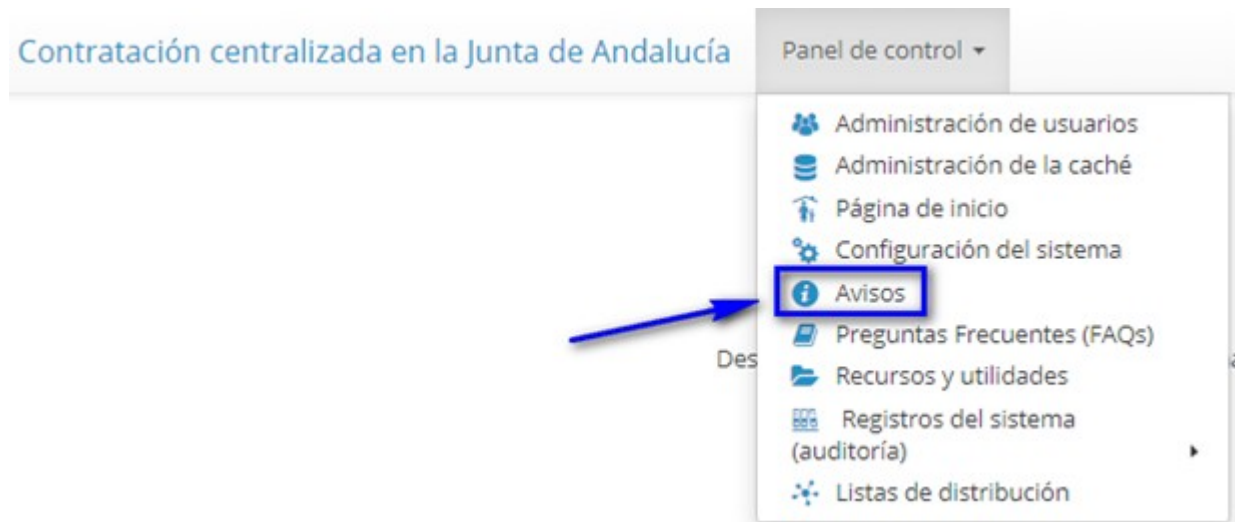 Contratación centralizada en la Junta de Andalucía Panel de control
Administración de usuarios
Administración de la caché
Página de inicio
Configuración del sistema
Avisos
Preguntas Frecuentes (FAQs)
Des
Recursos y utilidades
Registros del sistema
(auditoría)
Listas de distribución